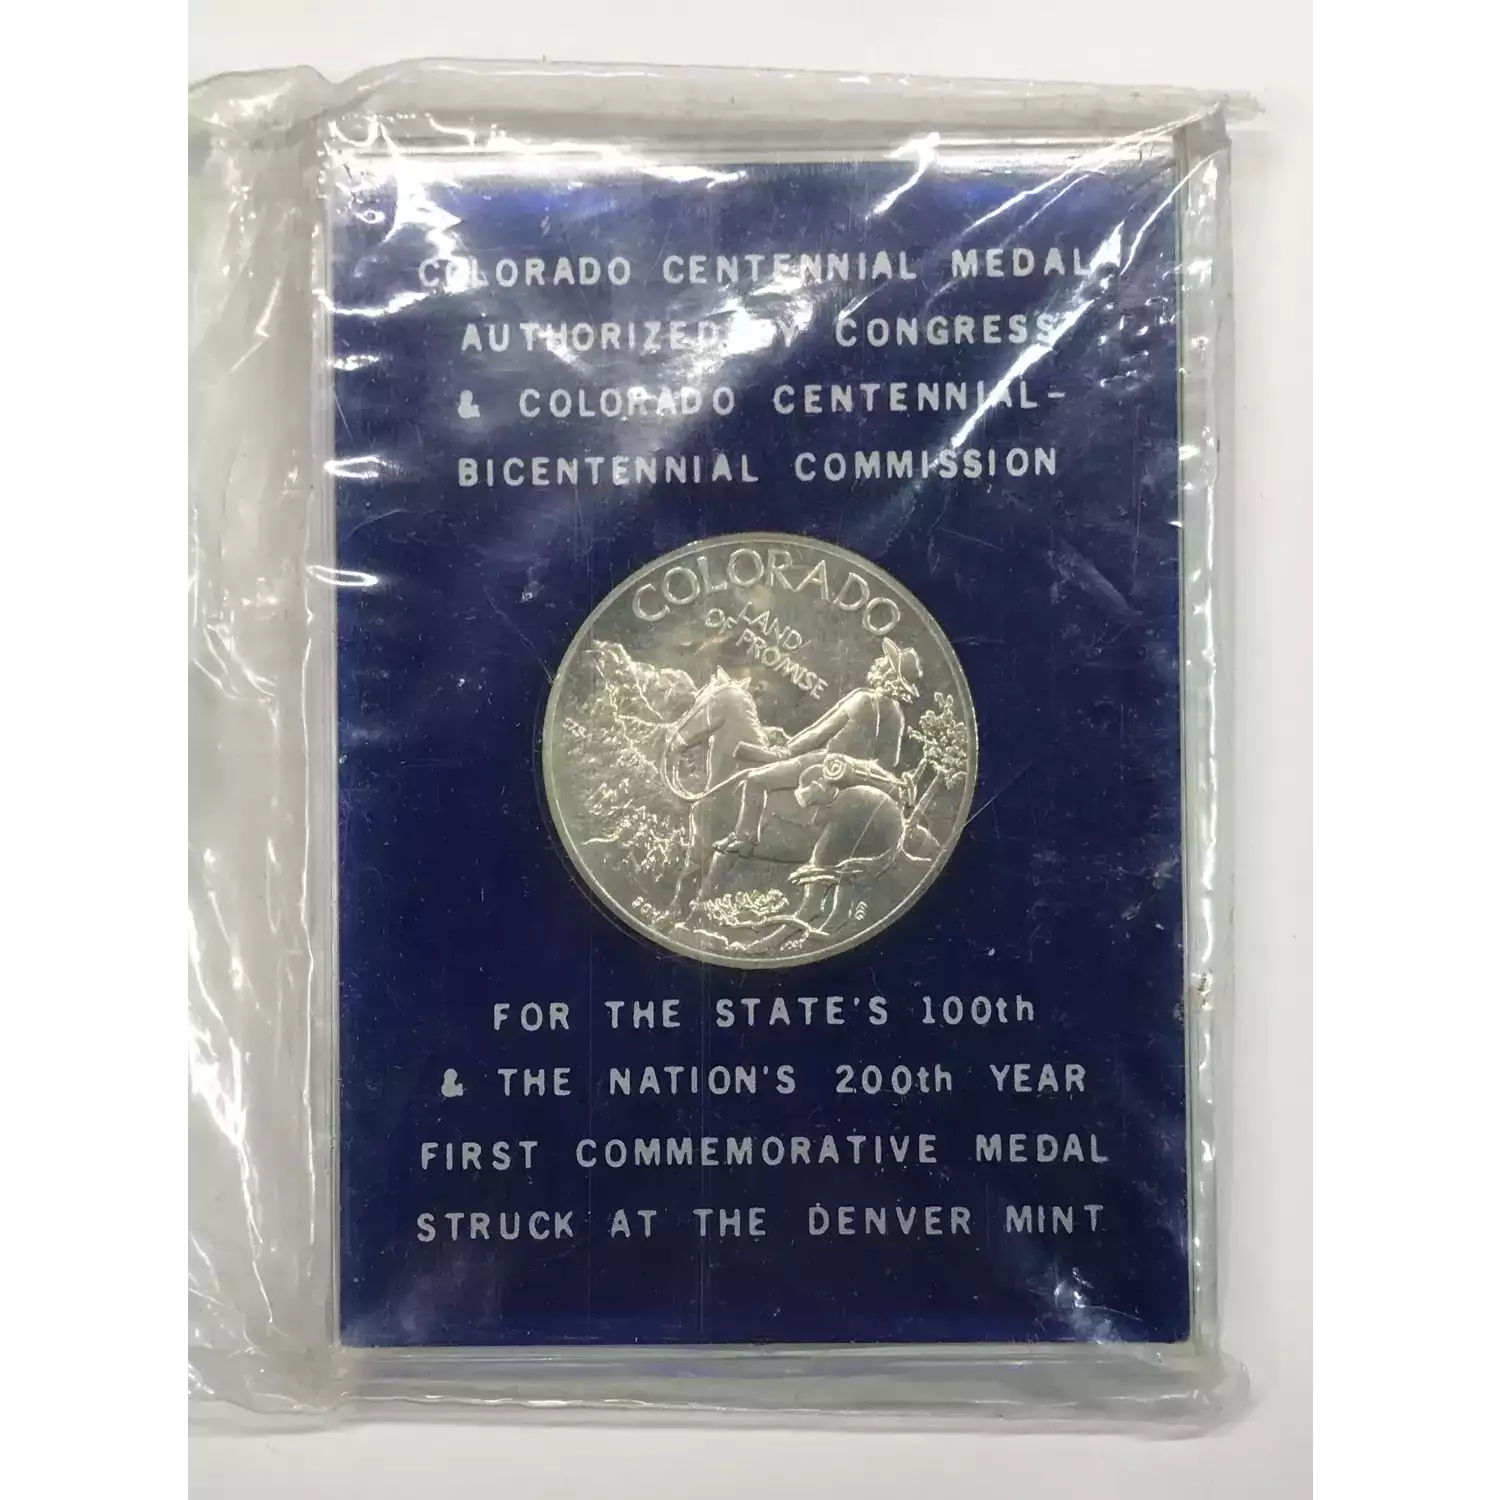 COLORADO CENTENNIAL MEDAL
AUTHORIZED BY CONGRESS
& COLORADO CENTENNIAL-
BICENTENNIAL COMMISSION
COLORADO
LAND
OF PROMISE
FOR THE STATE'S 100th
& THE NATION'S 200th YEAR
FIRST COMMEMORATIVE MEDAL
STRUCK AT THE DENVER MINT